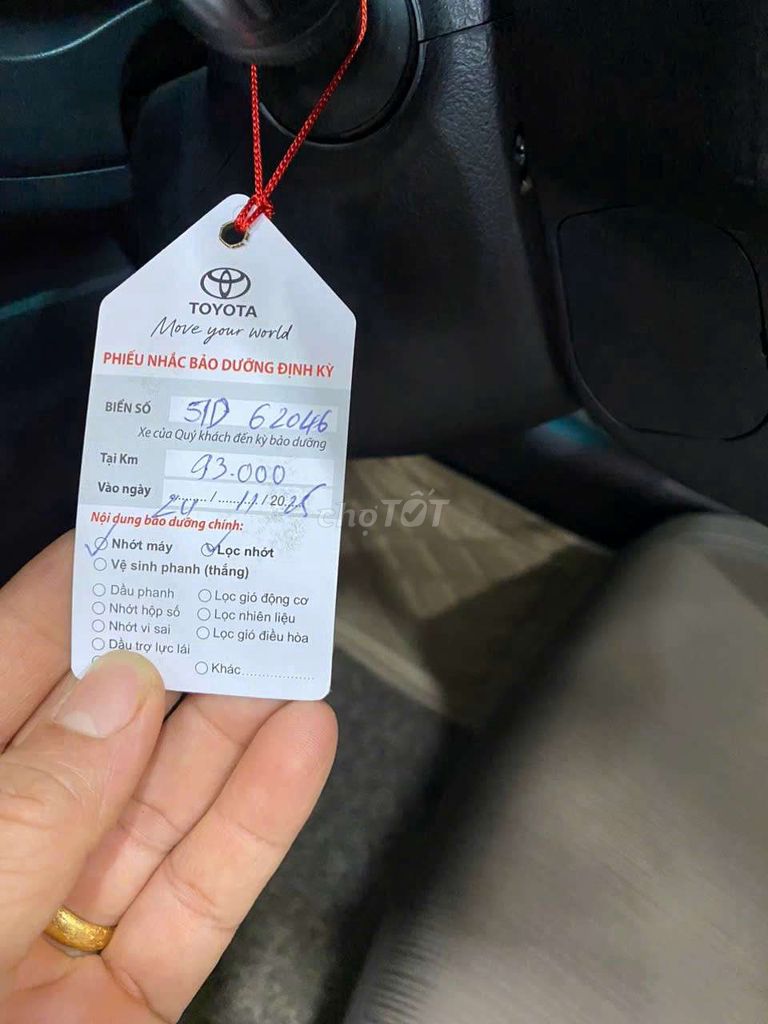 TOYOTA
Move your world
PHIẾU NHẮC BẢO DƯỠNG ĐỊNH KỲ
BIỂN SỐ 51D 62046
Xe của Quý khách đến kỳ bảo dưỡng
Tại Km 93.000
Vào ngày 24 / 11 / 2025
Nội dung bảo dưỡng chính:
Nhớt máy Lọc nhớt
Vệ sinh phanh (thắng)
Dầu phanh Lọc gió động cơ
Nhớt hộp số Lọc nhiên liệu
Nhớt vi sai Lọc gió điều hòa
Dầu trợ lực lái
Khác
chợTỐT